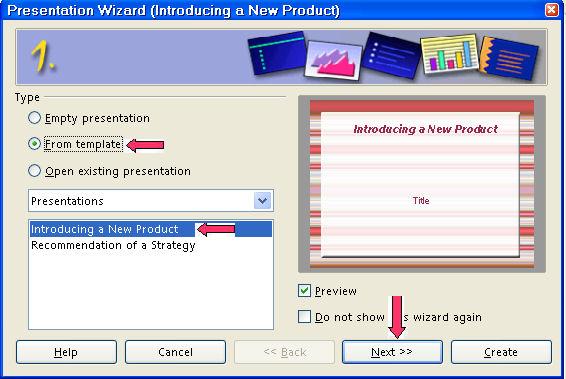 Presentation Wizard (Introducing a New Product)
1.
Type
Empty presentation
From template
Open existing presentation
Presentations
Introducing a New Product
Recommendation of a Strategy
Introducing a New Product
Title
Preview
Do not show s wizard again
Help
Cancel
<< Back
Next >>
Create